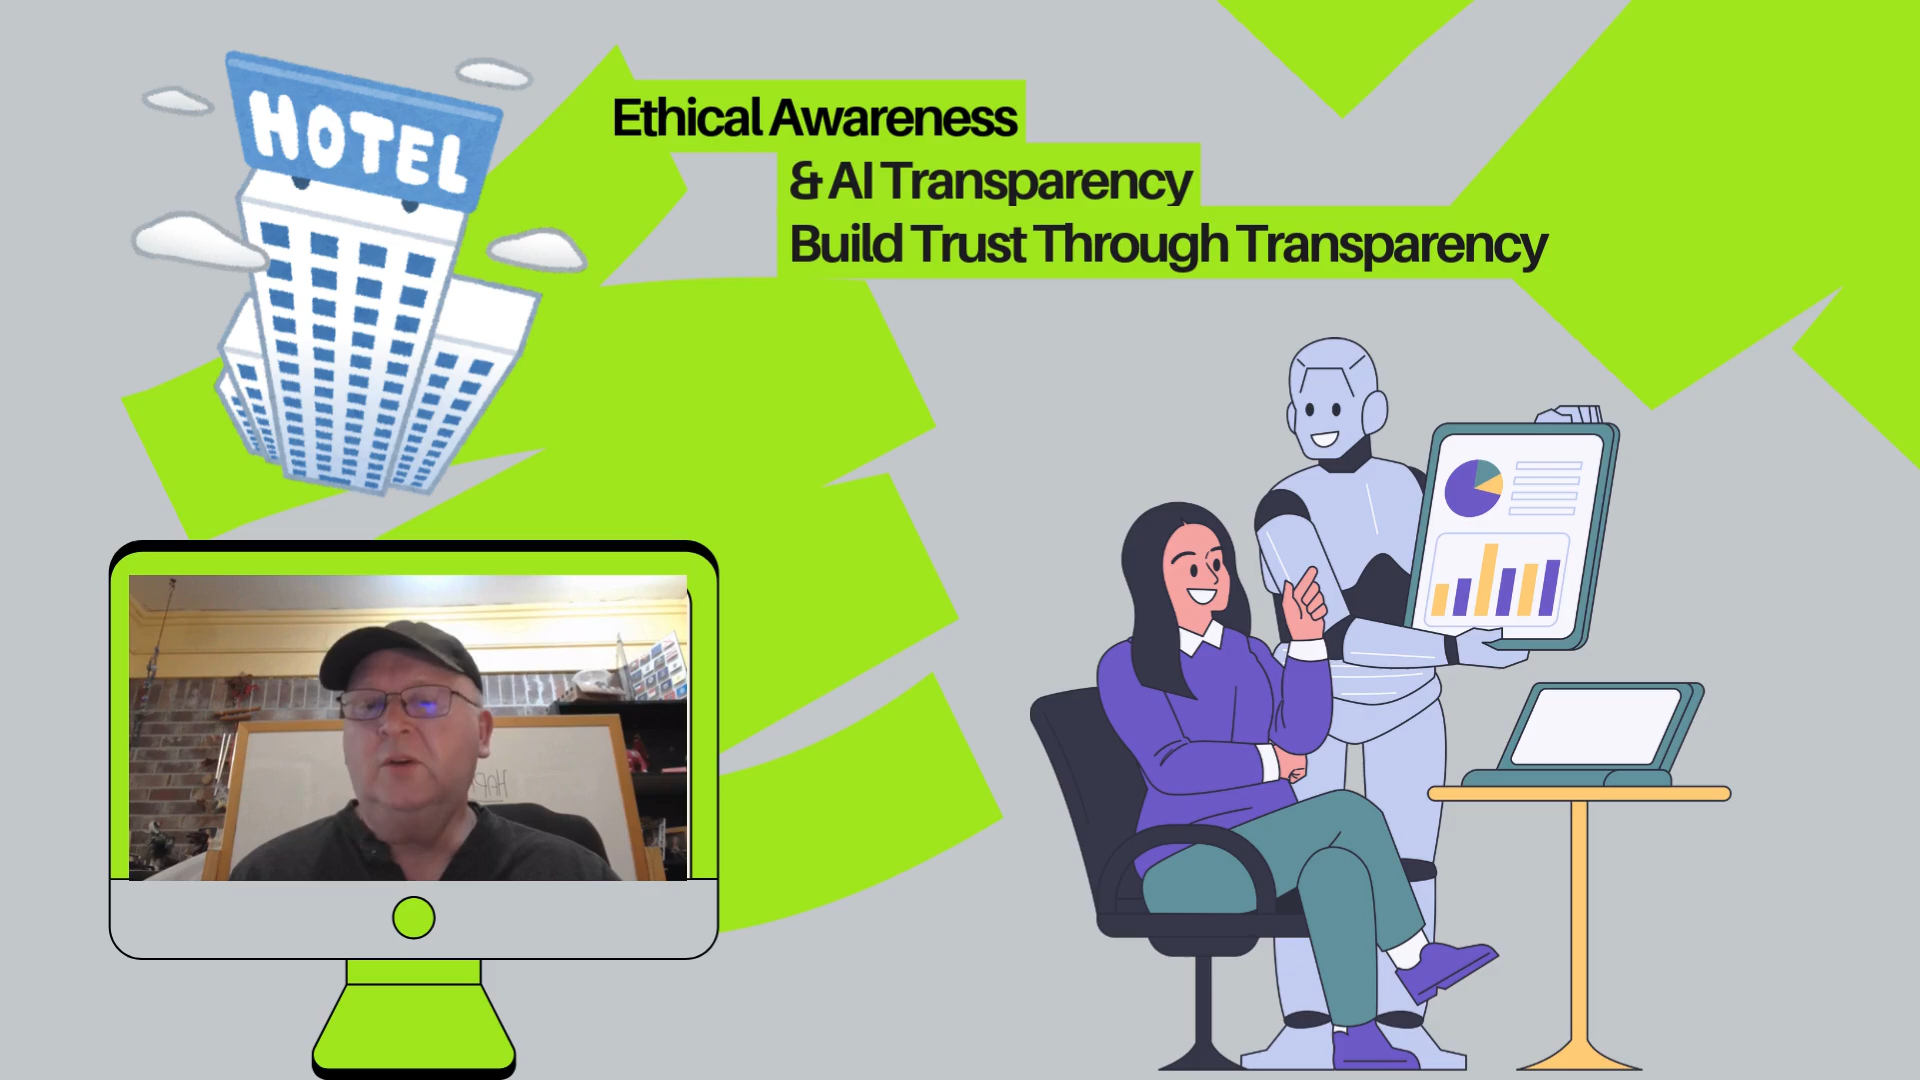 HOTEL
Ethical Awareness
& AI Transparency
Build Trust Through Transparency